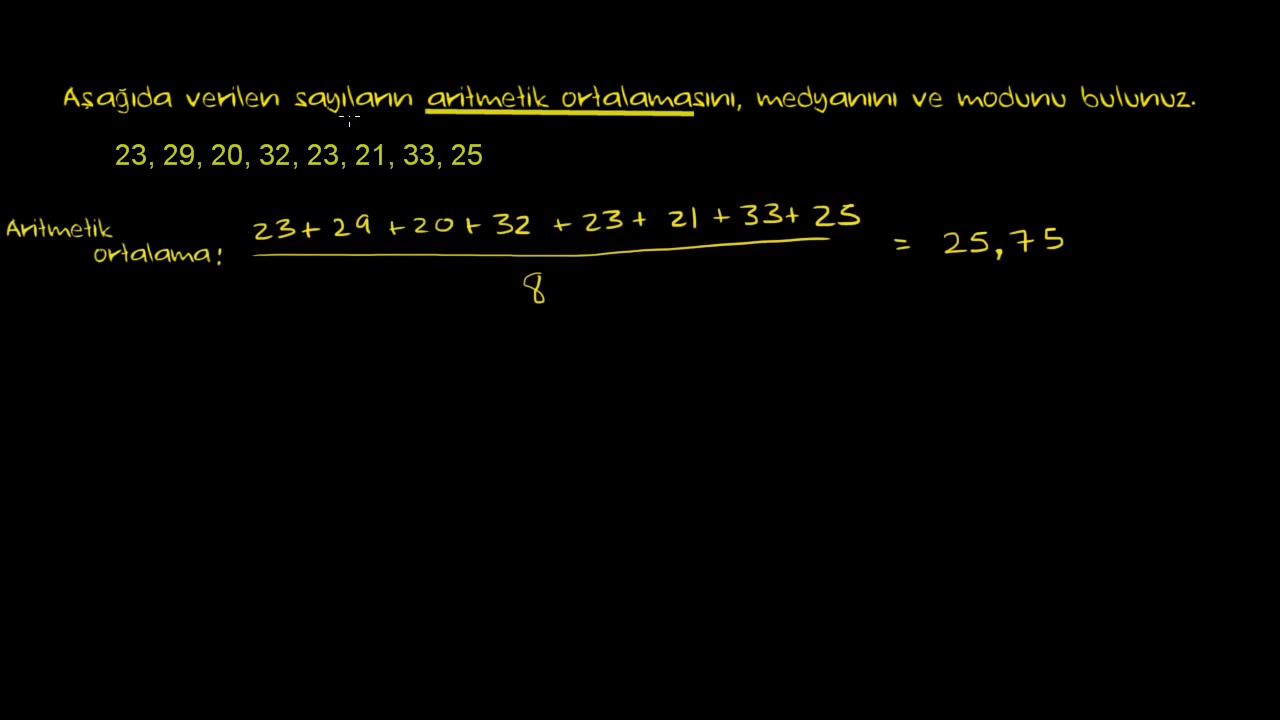 Aşağıda verilen sayıların aritmetik ortalamasını, medyanını ve modunu bulunuz.
23, 29, 20, 32, 23, 21, 33, 25
Aritmetik
ortalama:
23 + 29 + 20 + 32 + 23 + 21 + 33 + 25
= 25,75
8